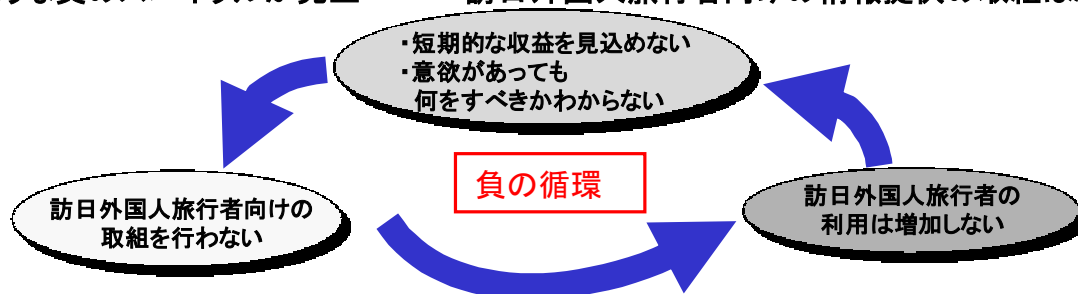 ・短期的な収益を見込めない
・意欲があっても
何をすべきかわからない
負の循環
訪日外国人旅行者向けの
取組を行わない
訪日外国人旅行者の
利用は増加しない